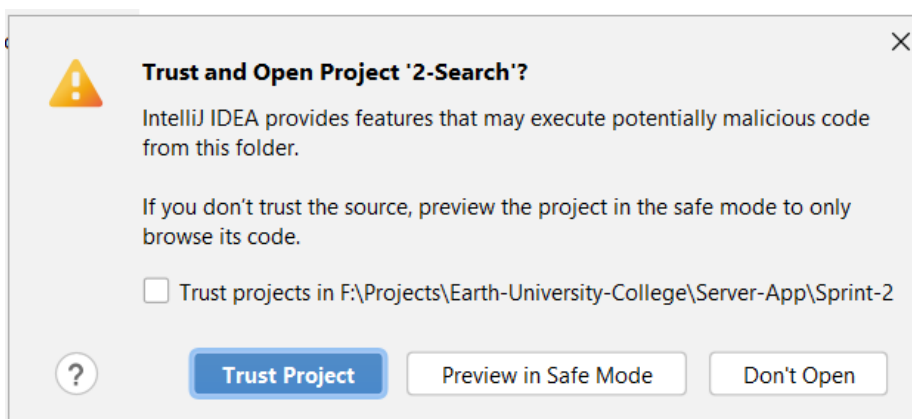 Trust and Open Project '2-Search'?
IntelliJ IDEA provides features that may execute potentially malicious code
from this folder.
If you don't trust the source, preview the project in the safe mode to only
browse its code.
Trust projects in F:\Projects\Earth-University-College\Server-App\Sprint-2
? Trust Project Preview in Safe Mode Don't Open